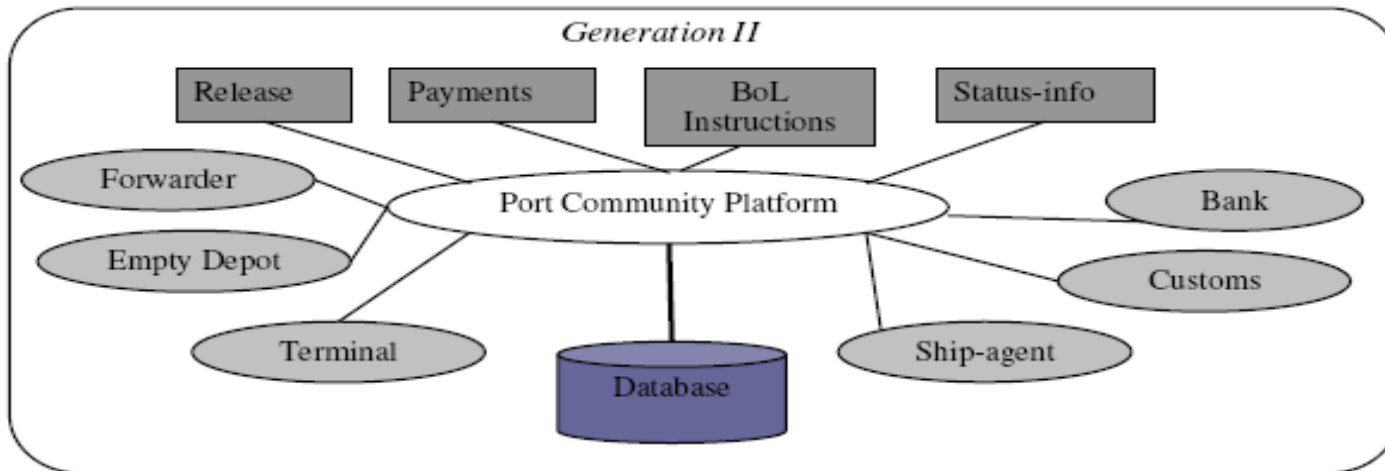 Generation II
Release
Payments
BoL
Instructions
Status-info
Forwarder
Port Community Platform
Bank
Empty Depot
Customs
Terminal
Ship-agent
Database